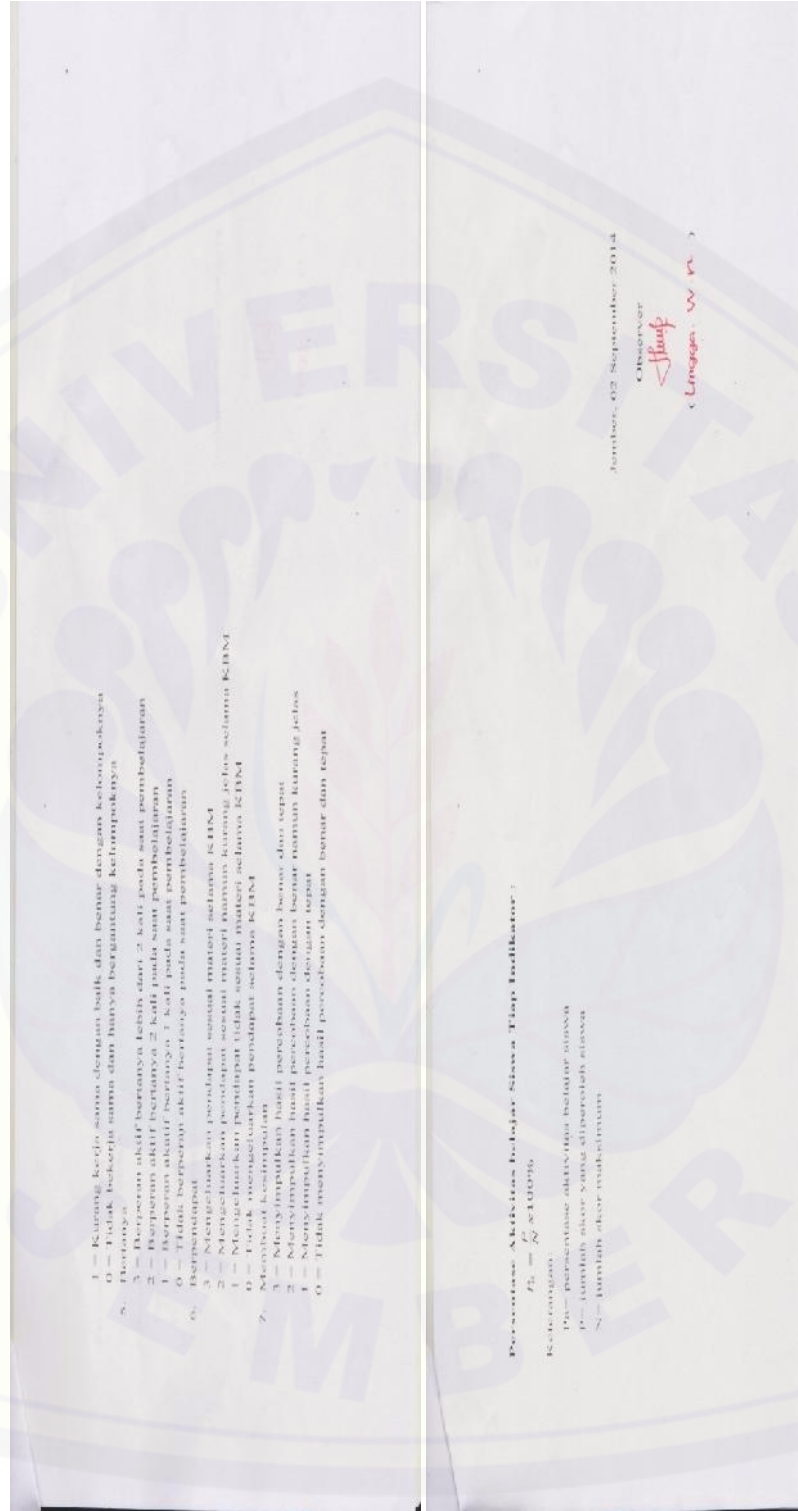 1 = Kurang kerja sama dengan baik dan benar dengan kelompoknya
0 = Tidak bekerja sama dan hanya bergantung kelompoknya
5. Bertanya
3 = Berperan aktif bertanya lebih dari 2 kali pada saat pembelajaran
2 = Berperan aktif bertanya 2 kali pada saat pembelajaran
1 = Berperan akatif bertanya 1 kali pada saat pembelajaran
0 = Tidak berperan aktif bertanya pada saat pembelajaran
6. Berpendapat
3 = Mengeluarkan pendapat sesuai materi selama KBM
2 = Mengeluarkan pendapat sesuai materi namun kurang jelas selama KBM
1 = Mengeluarkan pendapat tidak sesuai materi selama KBM
0 = Tidak mengeluarkan pendapat selama KBM
7. Membuat kesimpulan
3 = Menyimpulkan hasil percobaan dengan benar dan tepat
2 = Menyimpulkan hasil percobaan dengan benar namun kurang jelas
1 = Menyimpulkan hasil percobaan dengan tepat
0 = Tidak menyimpulkan hasil percobaan dengan benar dan tepat
Persentase Aktivitas belajar Siswa Tiap Indikator :
Pa = P/N x100%
Keterangan:
Pa= persentase aktivitas belajar siswa
P= jumlah skor yang diperoleh siswa
N= jumlah skor maksimum
Jember, 02 September 2014
Observer
( Lingga. W. n )
UNIVERSITAS
JEMBER